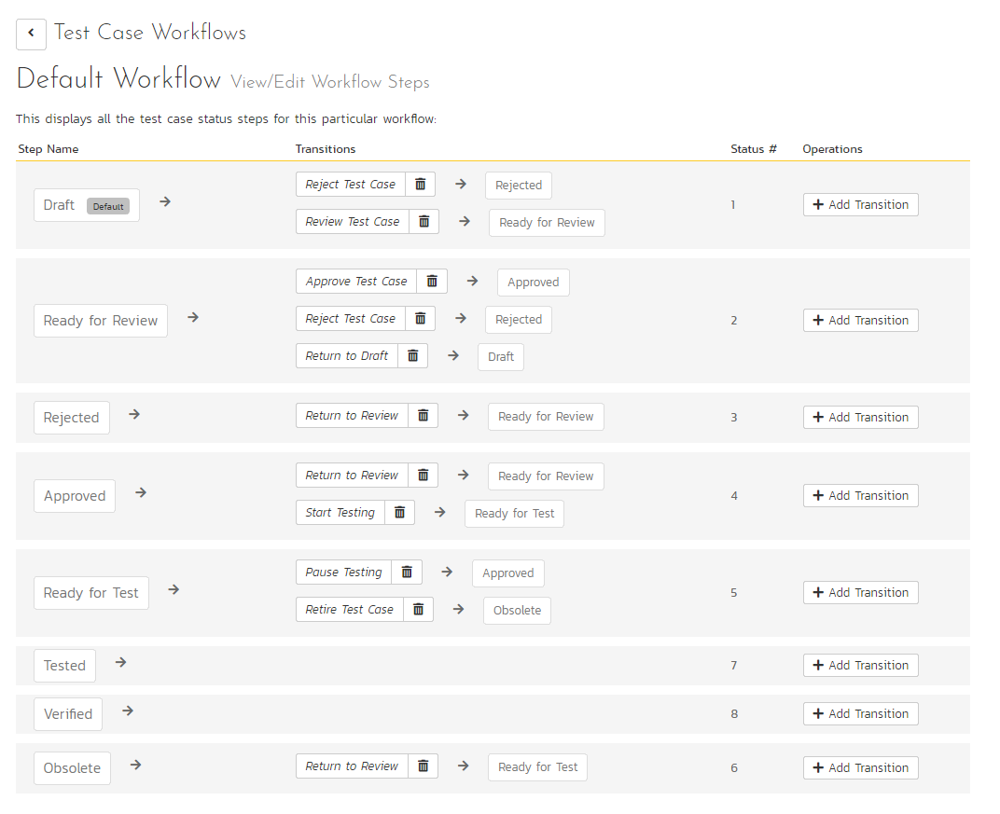 Test Case Workflows
Default Workflow View/Edit Workflow Steps
This displays all the test case status steps for this particular workflow:
Step Name Transitions Status # Operations
Draft Default Reject Test Case Rejected 1 Add Transition
Review Test Case Ready for Review
Ready for Review Approve Test Case Approved 2 Add Transition
Reject Test Case Rejected
Return to Draft Draft
Rejected Return to Review Ready for Review 3 Add Transition
Approved Return to Review Ready for Review 4 Add Transition
Start Testing Ready for Test
Ready for Test Pause Testing Approved 5 Add Transition
Retire Test Case Obsolete
Tested 7 Add Transition
Verified 8 Add Transition
Obsolete Return to Review Ready for Test 6 Add Transition